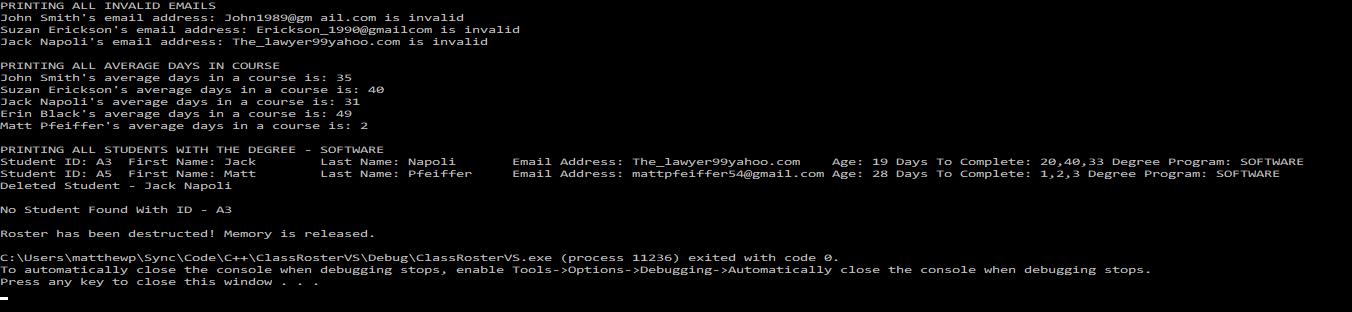 PRINTING ALL INVALID EMAILS
John Smith's email address: John1989@gm ail.com is invalid
Suzan Erickson's email address: Erickson_1990@gmailcom is invalid
Jack Napoli's email address: The_lawyer99yahoo.com is invalid
PRINTING ALL AVERAGE DAYS IN COURSE
John Smith's average days in a course is: 35
Suzan Erickson's average days in a course is: 40
Jack Napoli's average days in a course is: 31
Erin Black's average days in a course is: 49
Matt Pfeiffer's average days in a course is: 2
PRINTING ALL STUDENTS WITH THE DEGREE - SOFTWARE
Student ID: A3  First Name: Jack        Last Name: Napoli       Email Address: The_lawyer99yahoo.com    Age: 19 Days To Complete: 20,40,33 Degree Program: SOFTWARE
Student ID: A5  First Name: Matt        Last Name: Pfeiffer     Email Address: mattpfeiffer54@gmail.com Age: 28 Days To Complete: 1,2,3 Degree Program: SOFTWARE
Deleted Student - Jack Napoli
No Student Found With ID - A3
Roster has been destructed! Memory is released.
C:\Users\matthewp\Sync\Code\C++\ClassRosterVS\Debug\ClassRosterVS.exe (process 11236) exited with code 0.
To automatically close the console when debugging stops, enable Tools->Options->Debugging->Automatically close the console when debugging stops.
Press any key to close this window . . .